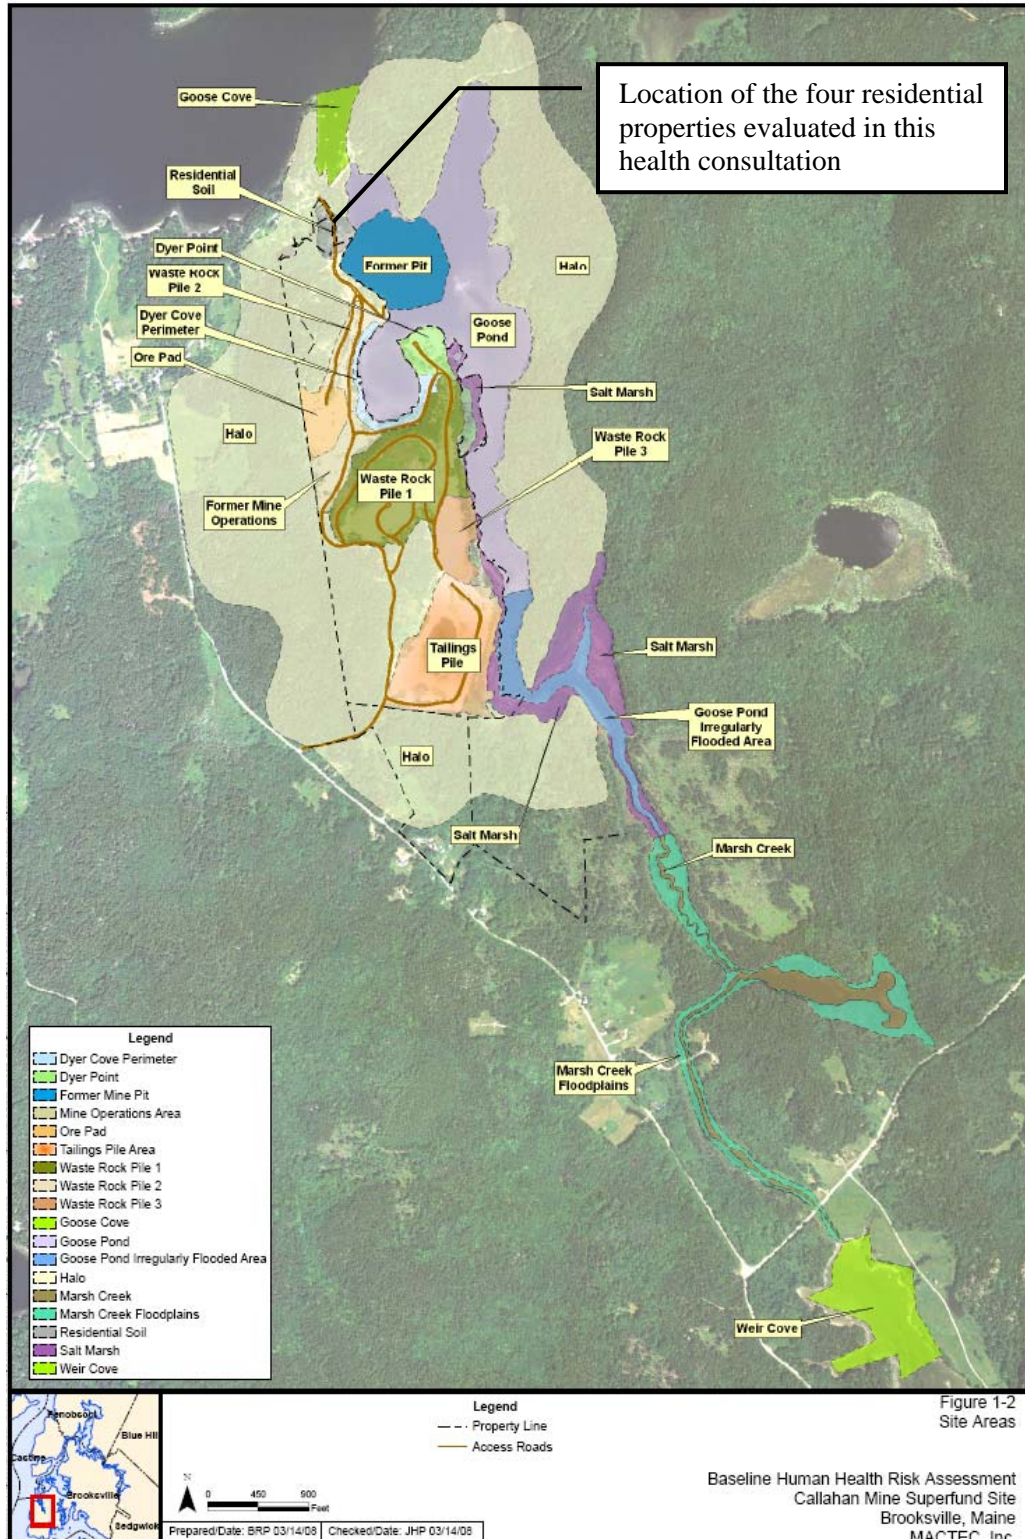 Location of the four residential
properties evaluated in this
health consultation
Goose Cove
Residential
Soil
Dyer Point
Waste Rock
Pile 2
Dyer Cove
Perimeter
Ore Pad
Former Pit
Halo
Goose
Pond
Salt Marsh
Waste Rock
Pile 3
Halo
Waste Rock
Pile 1
Former Mine
Operations
Tailings
Pile
Salt Marsh
Goose Pond
Irregularly
Flooded Area
Halo
Salt Marsh
Marsh Creek
Marsh Creek
Floodplains
Weir Cove
Legend
Dyer Cove Perimeter
Dyer Point
Former Mine Pit
Mine Operations Area
Ore Pad
Tailings Pile Area
Waste Rock Pile 1
Waste Rock Pile 2
Waste Rock Pile 3
Goose Cove
Goose Pond
Goose Pond Irregularly Flooded Area
Halo
Marsh Creek
Marsh Creek Floodplains
Residential Soil
Salt Marsh
Weir Cove
Penobscot
Blue Hill
Castine
Brooksville
Sedgwick
Legend
Property Line
Access Roads
N
0 450 900
Feet
Prepared/Date: BRP 03/14/08 Checked/Date: JHP 03/14/08
Figure 1-2
Site Areas
Baseline Human Health Risk Assessment
Callahan Mine Superfund Site
Brooksville, Maine
MACTEC, Inc.